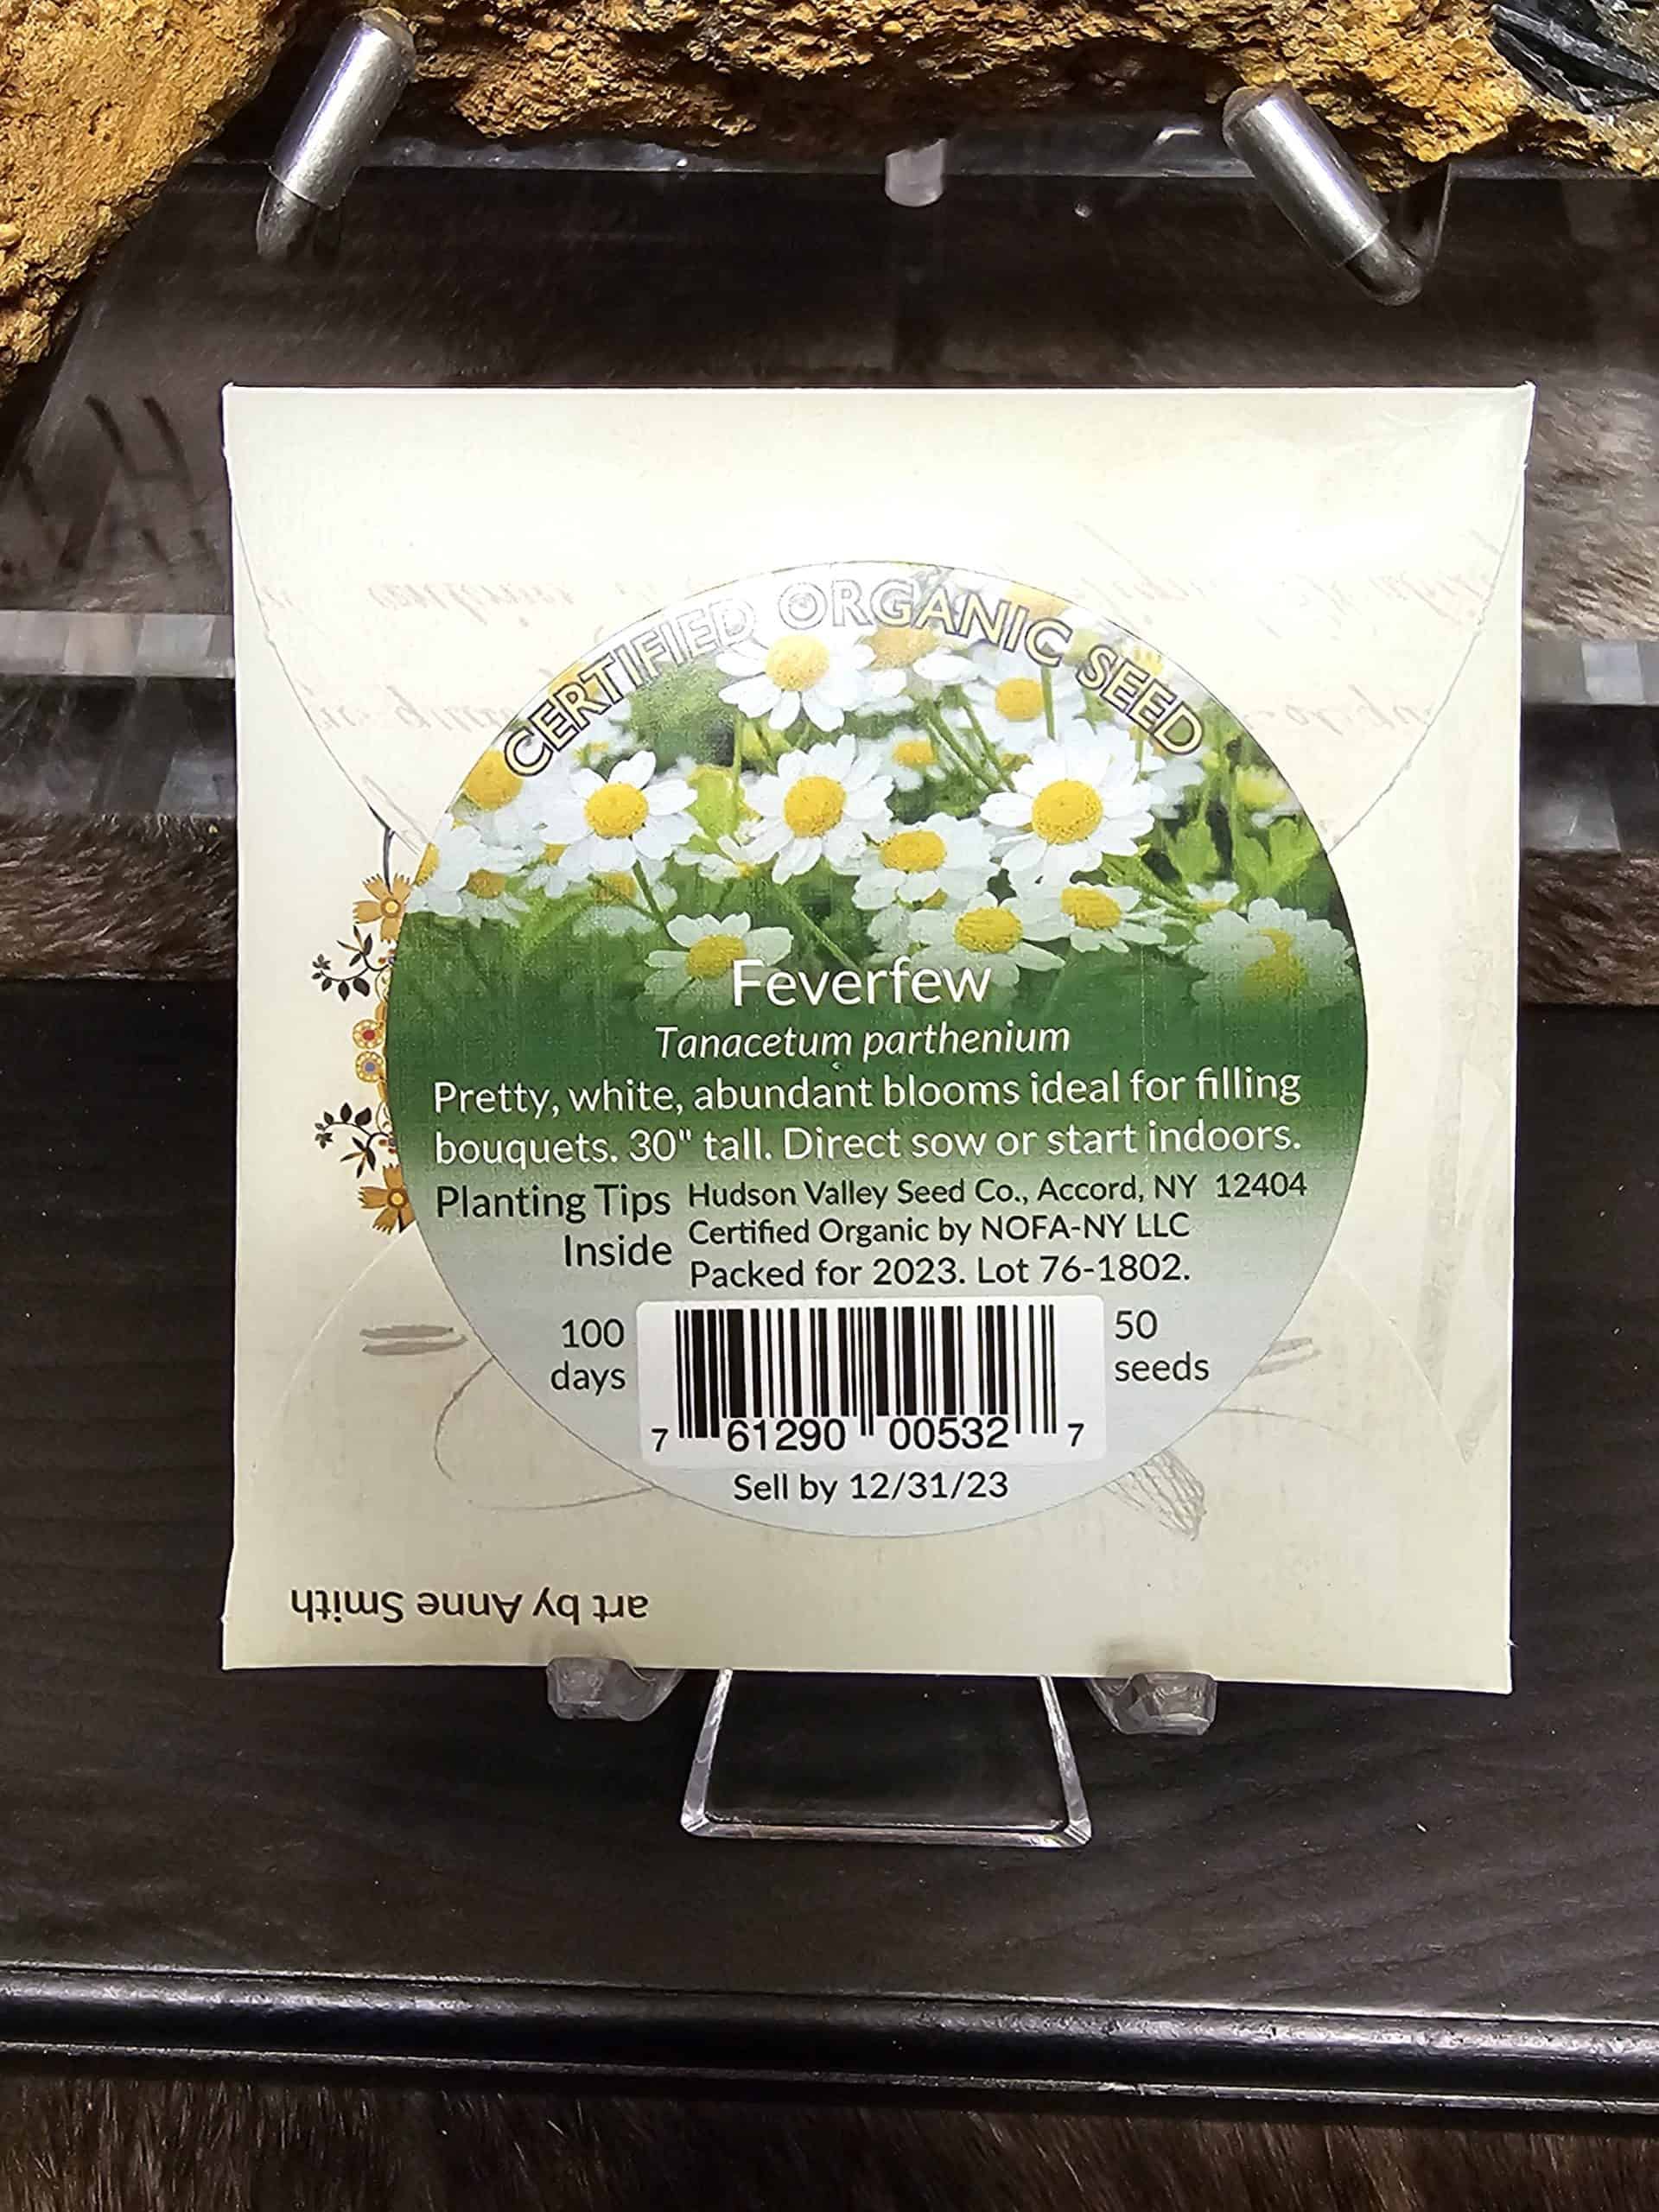 CERTIFIED ORGANIC SEED
Feverfew
Tanacetum parthenium
Pretty, white, abundant blooms ideal for filling
bouquets. 30" tall. Direct sow or start indoors.
Planting Tips
Inside
Hudson Valley Seed Co., Accord, NY 12404
Certified Organic by NOFA-NY LLC
Packed for 2023. Lot 76-1802.
100
days
50
seeds
7 61290 00532 7
Sell by 12/31/23
art by Anne Smith